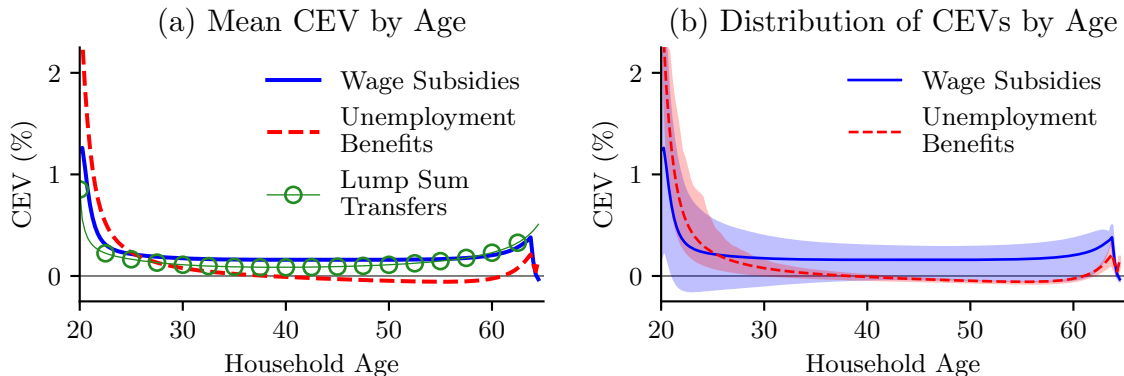 (a) Mean CEV by Age
CEV (%)
2
1
0
20
30
40
50
60
Household Age
Wage Subsidies
Unemployment
Benefits
Lump Sum
Transfers
(b) Distribution of CEVs by Age
CEV (%)
2
1
0
20
30
40
50
60
Household Age
Wage Subsidies
Unemployment
Benefits